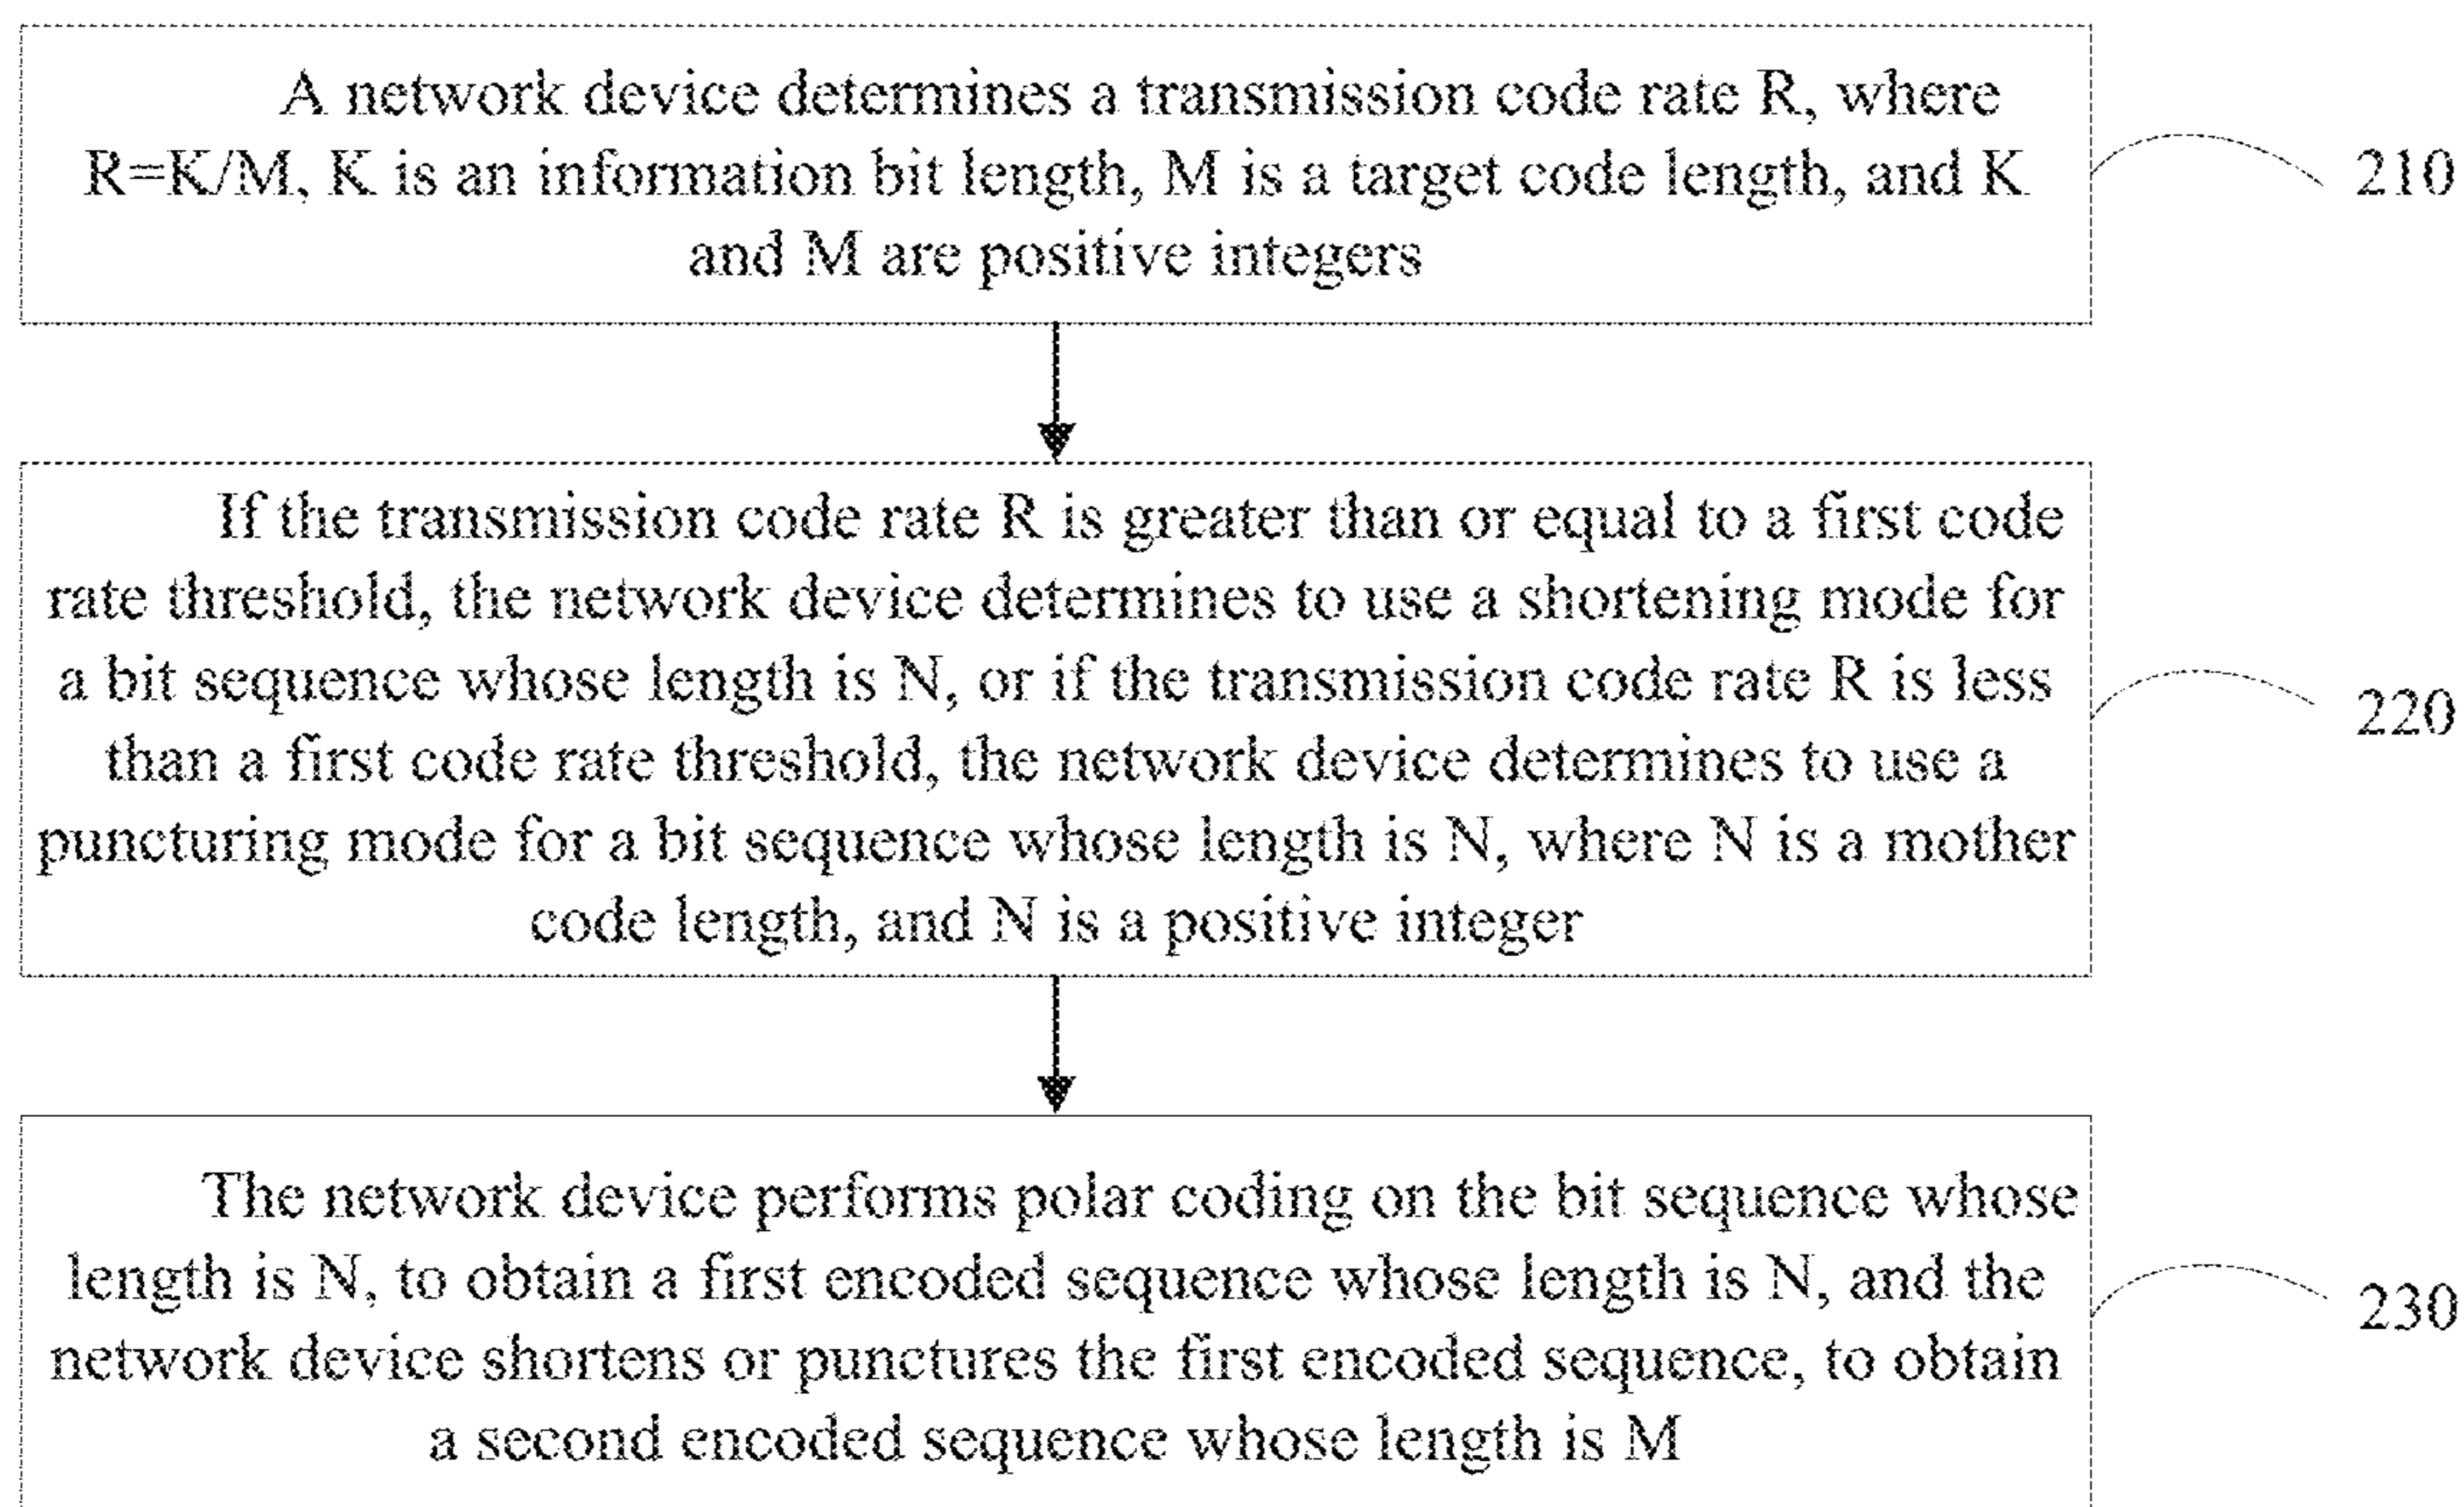 A network device determines a transmission code rate R, where
R=K/M, K is an information bit length, M is a target code length, and K
and M are positive integers
210
If the transmission code rate R is greater than or equal to a first code
rate threshold, the network device determines to use a shortening mode for
a bit sequence whose length is N, or if the transmission code rate R is less
than a first code rate threshold, the network device determines to use a
puncturing mode for a bit sequence whose length is N, where N is a mother
code length, and N is a positive integer
220
The network device performs polar coding on the bit sequence whose
length is N, to obtain a first encoded sequence whose length is N, and the
network device shortens or punctures the first encoded sequence, to obtain
a second encoded sequence whose length is M
230